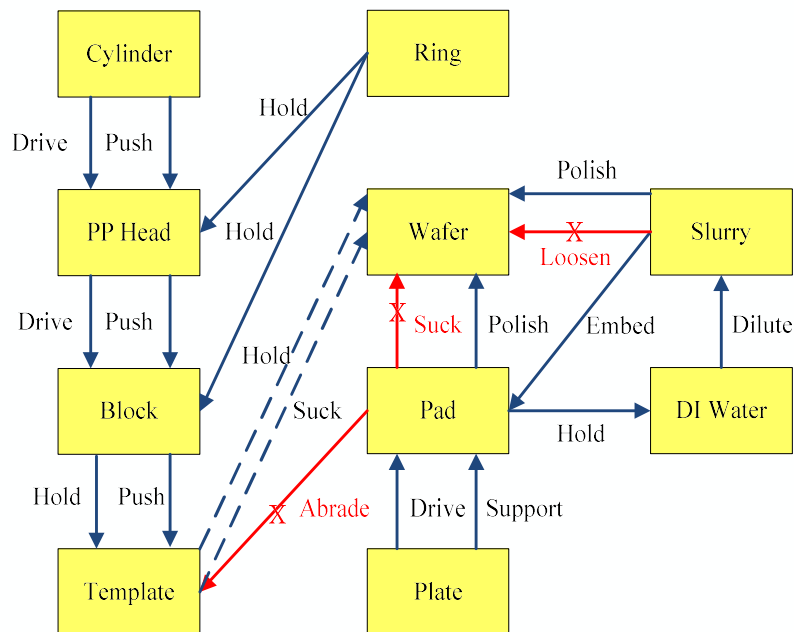 Cylinder
Ring
Hold
Drive
Push
Polish
PP Head
Hold
Wafer
X
Slurry
Loosen
X
Suck
Drive
Push
Polish
Embed
Dilute
Hold
Block
Suck
Pad
DI Water
Hold
Hold
Push
X
Abrade
Drive
Support
Template
Plate